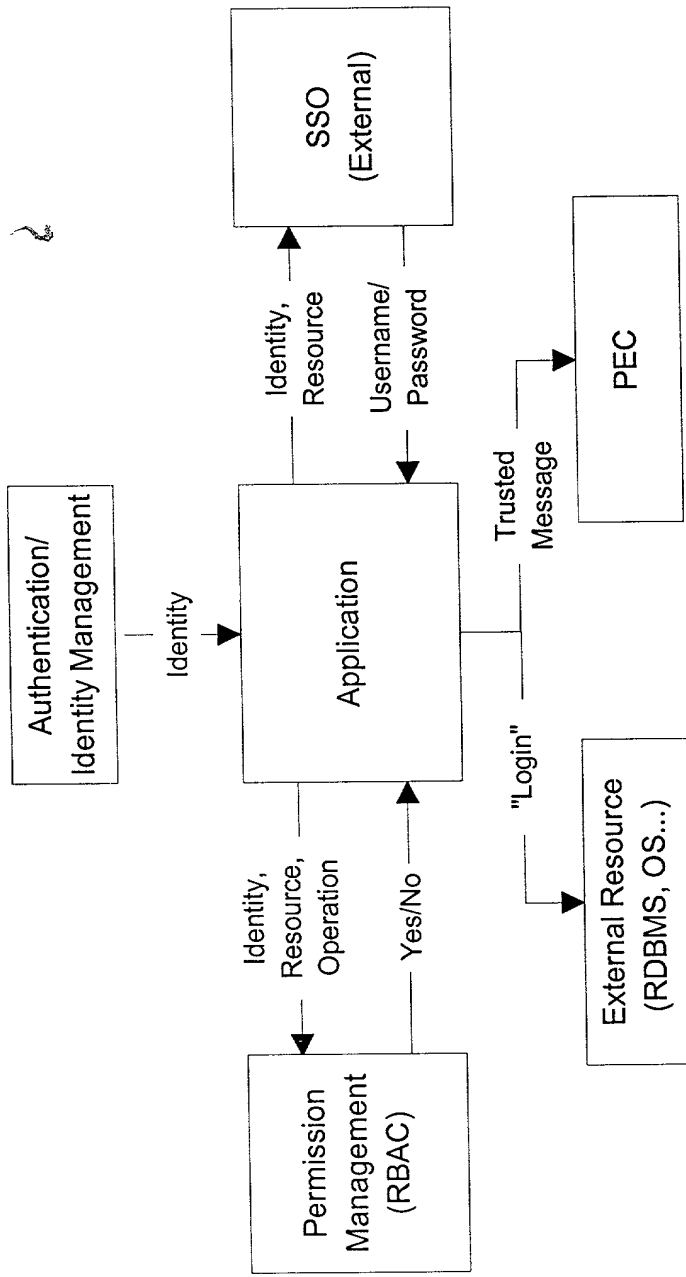 Authentication/
Identity Management
Identity
Permission
Management
(RBAC)
Identity,
Resource,
Operation
Yes/No
Application
Identity,
Resource
Username/
Password
SSO
(External)
"Login"
Trusted
Message
External Resource
(RDBMS, OS...)
PEC